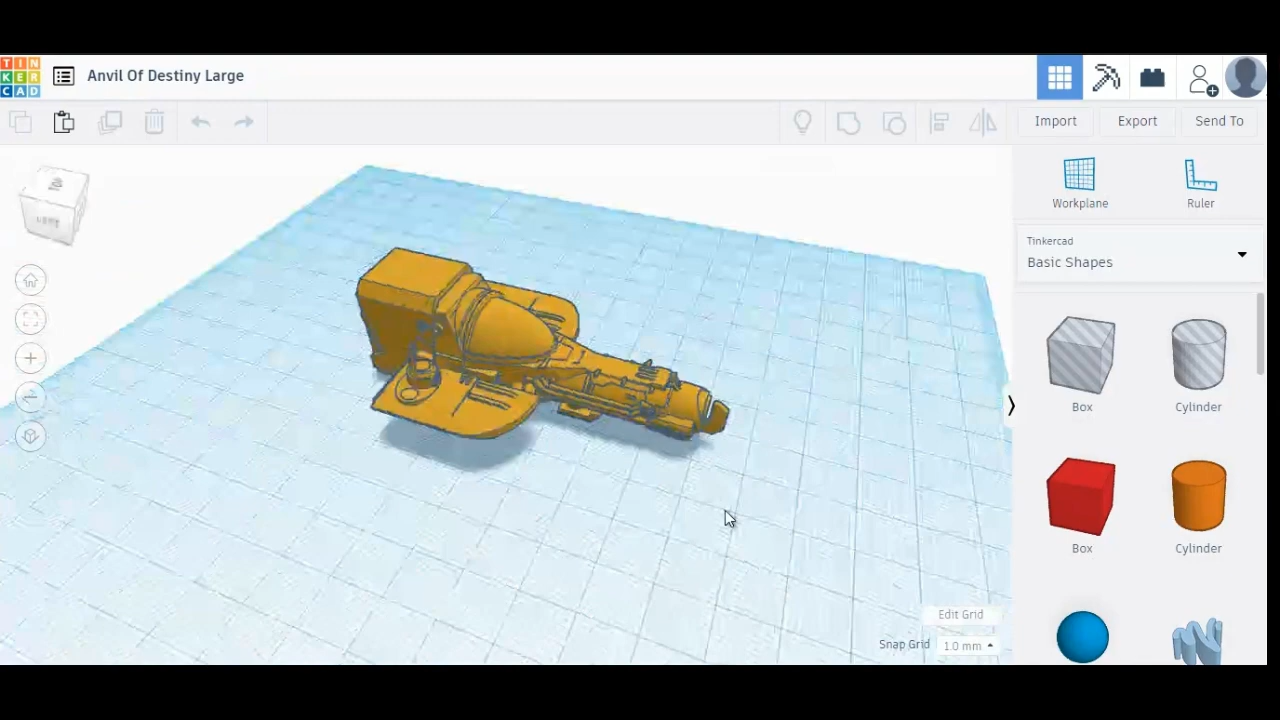 TIN
KER
CAD
Anvil Of Destiny Large
Import
Export
Send To
Workplane
Ruler
Tinkercad
Basic Shapes
Box
Cylinder
Box
Cylinder
Edit Grid
Snap Grid
1.0 mm